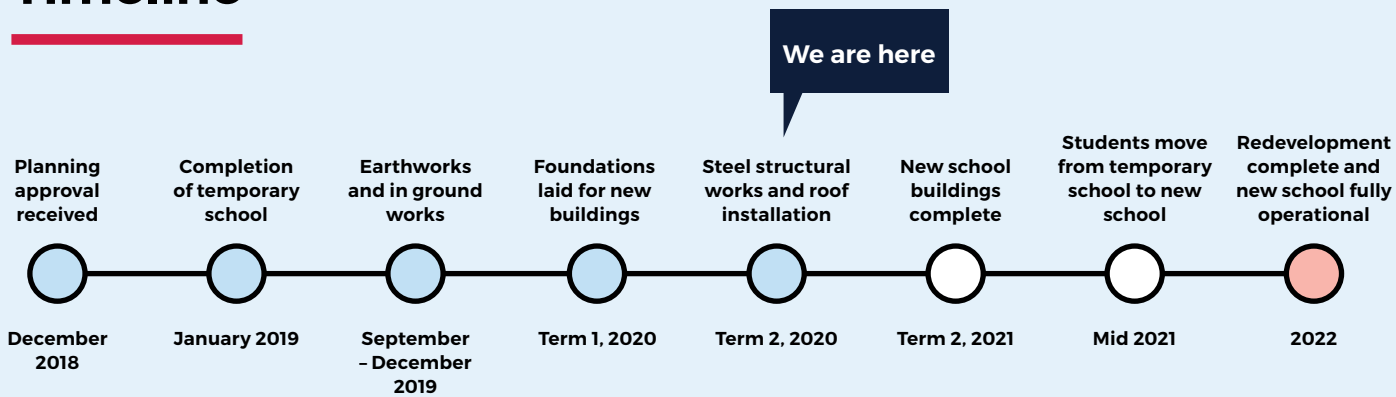 Timeline
We are here
Planning
approval
received
Completion
of temporary
school
Earthworks
and in ground
works
Foundations
laid for new
buildings
Steel structural
works and roof
installation
New school
buildings
complete
Students move
from temporary
school to new
school
Redevelopment
complete and
new school fully
operational
December
2018
January 2019
September
– December
2019
Term 1, 2020
Term 2, 2020
Term 2, 2021
Mid 2021
2022